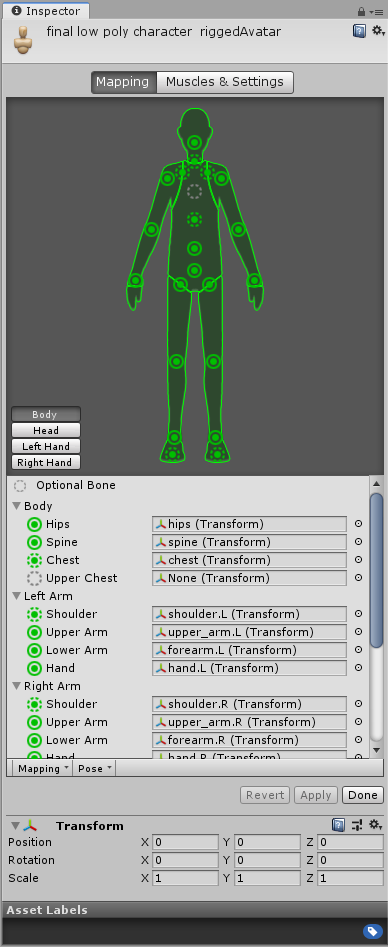 Inspector
final low poly character riggedAvatar
Mapping Muscles & Settings
Body
Head
Left Hand
Right Hand
Optional Bone
Body
Hips hips (Transform)
Spine spine (Transform)
Chest chest (Transform)
Upper Chest None (Transform)
Left Arm
Shoulder shoulder.L (Transform)
Upper Arm upper_arm.L (Transform)
Lower Arm forearm.L (Transform)
Hand hand.L (Transform)
Right Arm
Shoulder shoulder.R (Transform)
Upper Arm upper_arm.R (Transform)
Lower Arm forearm.R (Transform)
Hand hand.R (Transform)
Mapping Pose
Revert Apply Done
Transform
Position X 0 Y 0 Z 0
Rotation X 0 Y 0 Z 0
Scale X 1 Y 1 Z 1
Asset Labels